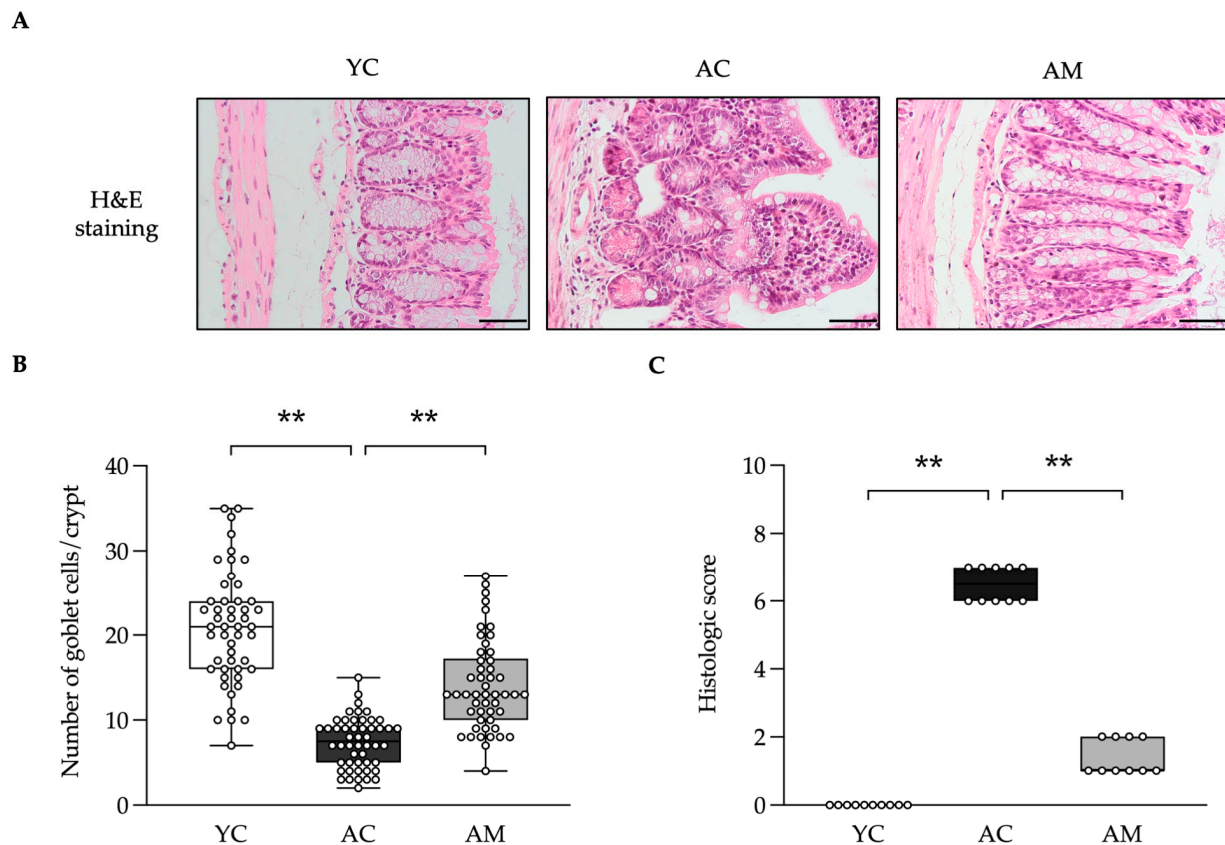 A
YC
AC
AM
H&E
staining
B
C
**
**
40
30
20
10
0
Number of goblet cells/crypt
YC
AC
AM
**
**
10
8
6
4
2
0
Histologic score
YC
AC
AM